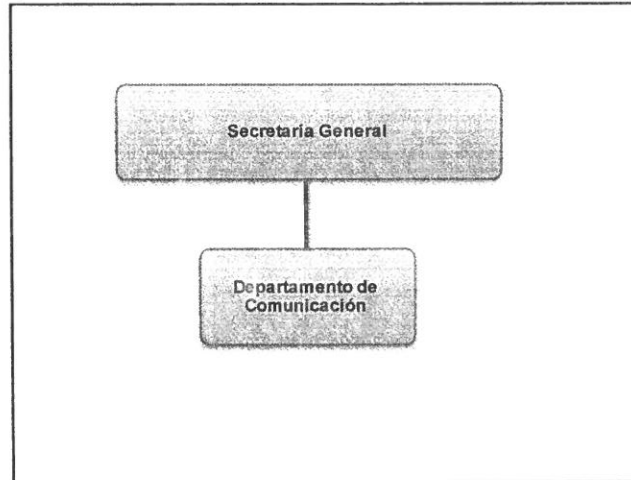 Secretaria General
Departamento de
Comunicación